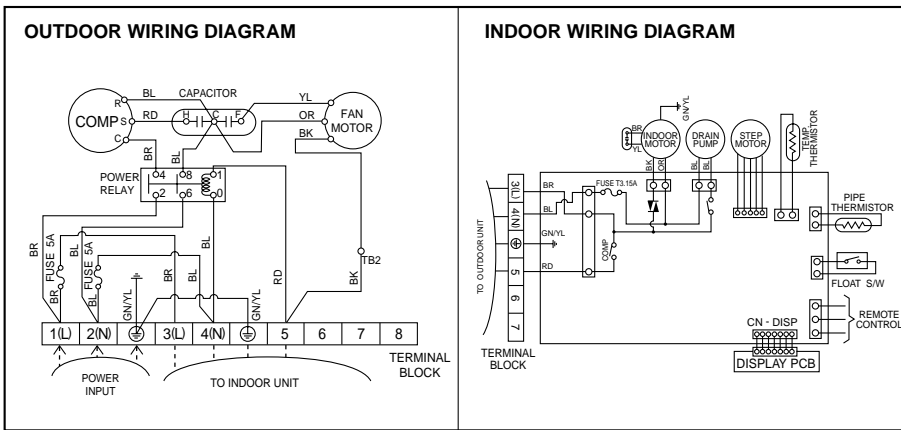 OUTDOOR WIRING DIAGRAM
BL
CAPACITOR
YL
R
COMP
S
RD
H
C
F
OR
FAN
MOTOR
C
BK
BR
BL
POWER
RELAY
4
8
1
2
6
0
BR
FUSE 5A
BR
BL
FUSE 5A
BL
GN/YL
BR
BL
BL
GN/YL
RD
BK
TB2
1(L)
2(N)
3(L)
4(N)
5
6
7
8
TERMINAL
BLOCK
POWER
INPUT
TO INDOOR UNIT
INDOOR WIRING DIAGRAM
GN/YL
BR
YL
INDOOR
MOTOR
DRAIN
PUMP
STEP
MOTOR
TEMP
THERMISTOR
BK
OR
BL
BL
TO OUTDOOR UNIT
3(L)
4(N)
5
6
7
BR
BL
GN/YL
RD
FUSE T3.15A
COMP
TERMINAL
BLOCK
PIPE
THERMISTOR
FLOAT S/W
REMOTE
CONTROL
CN - DISP
DISPLAY PCB